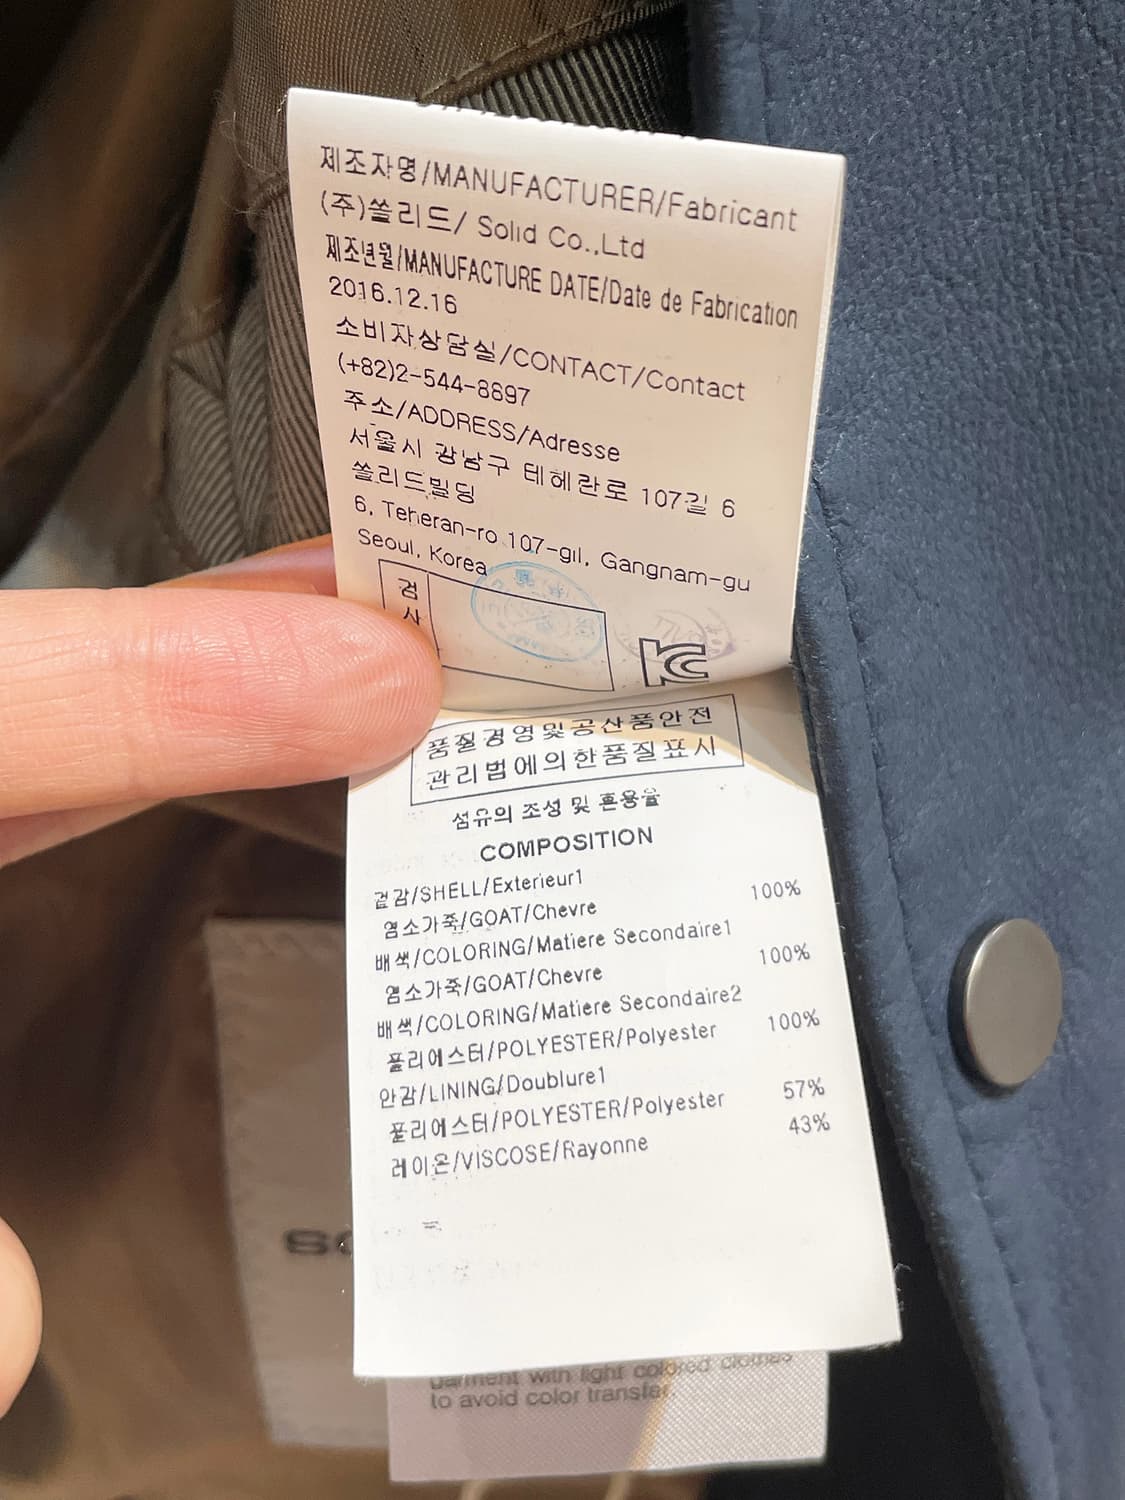 제조자명/MANUFACTURER/Fabricant
(주)쏠리드/ Solid Co.,Ltd
제조년월/MANUFACTURE DATE/Date de Fabrication
2016.12.16
소비자상담실/CONTACT/Contact
(+82)2-544-8697
주소/ADDRESS/Adresse
서울시 강남구 테헤란로 107길 6
쏠리드빌딩
6, Teheran-ro 107-gil, Gangnam-gu
Seoul, Korea
검사
품질경영및공산품안전
관리법에의한품질표시
섬유의 조성 및 혼용율
COMPOSITION
겉감/SHELL/Exterieur1
염소가죽/GOAT/Chevre 100%
배색/COLORING/Matiere Secondaire1
염소가죽/GOAT/Chevre 100%
배색/COLORING/Matiere Secondaire2
폴리에스터/POLYESTER/Polyester 100%
안감/LINING/Doublure1
폴리에스터/POLYESTER/Polyester 57%
레이온/VISCOSE/Rayonne 43%
garment with light colored clothes
to avoid color transfer.